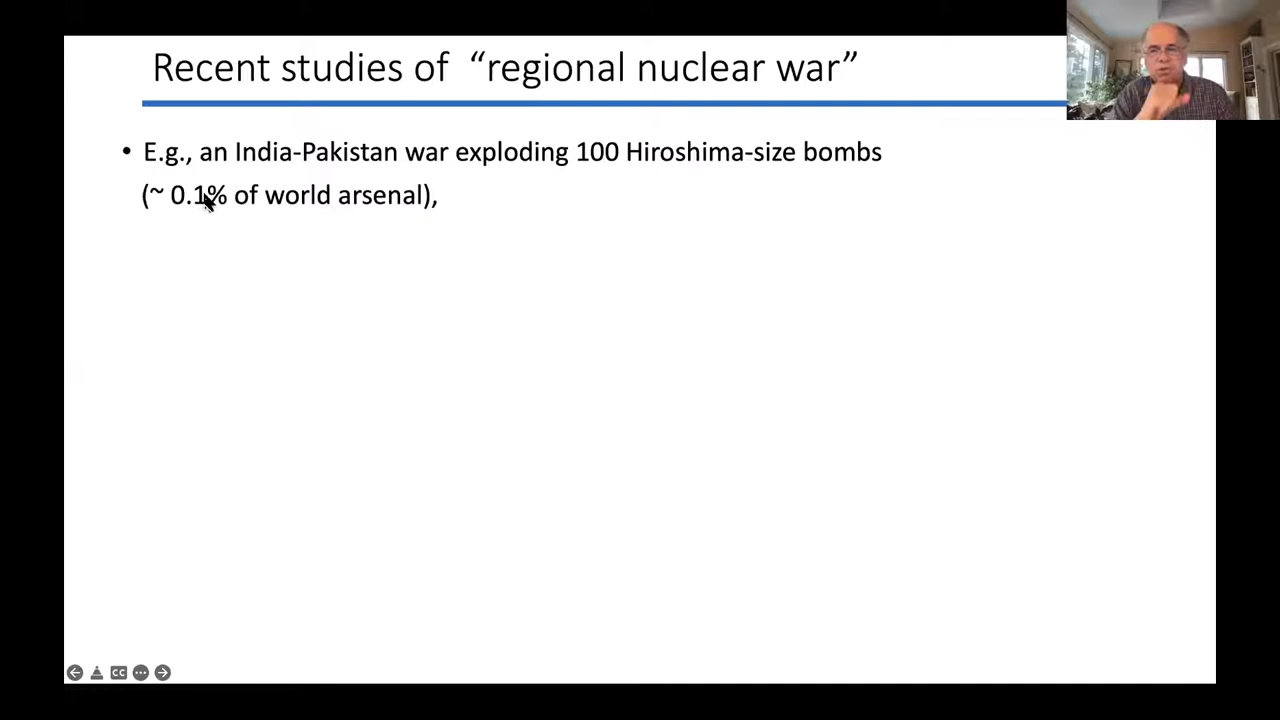 Recent studies of “regional nuclear war”
• E.g., an India-Pakistan war exploding 100 Hiroshima-size bombs
(~ 0.1% of world arsenal),
CC